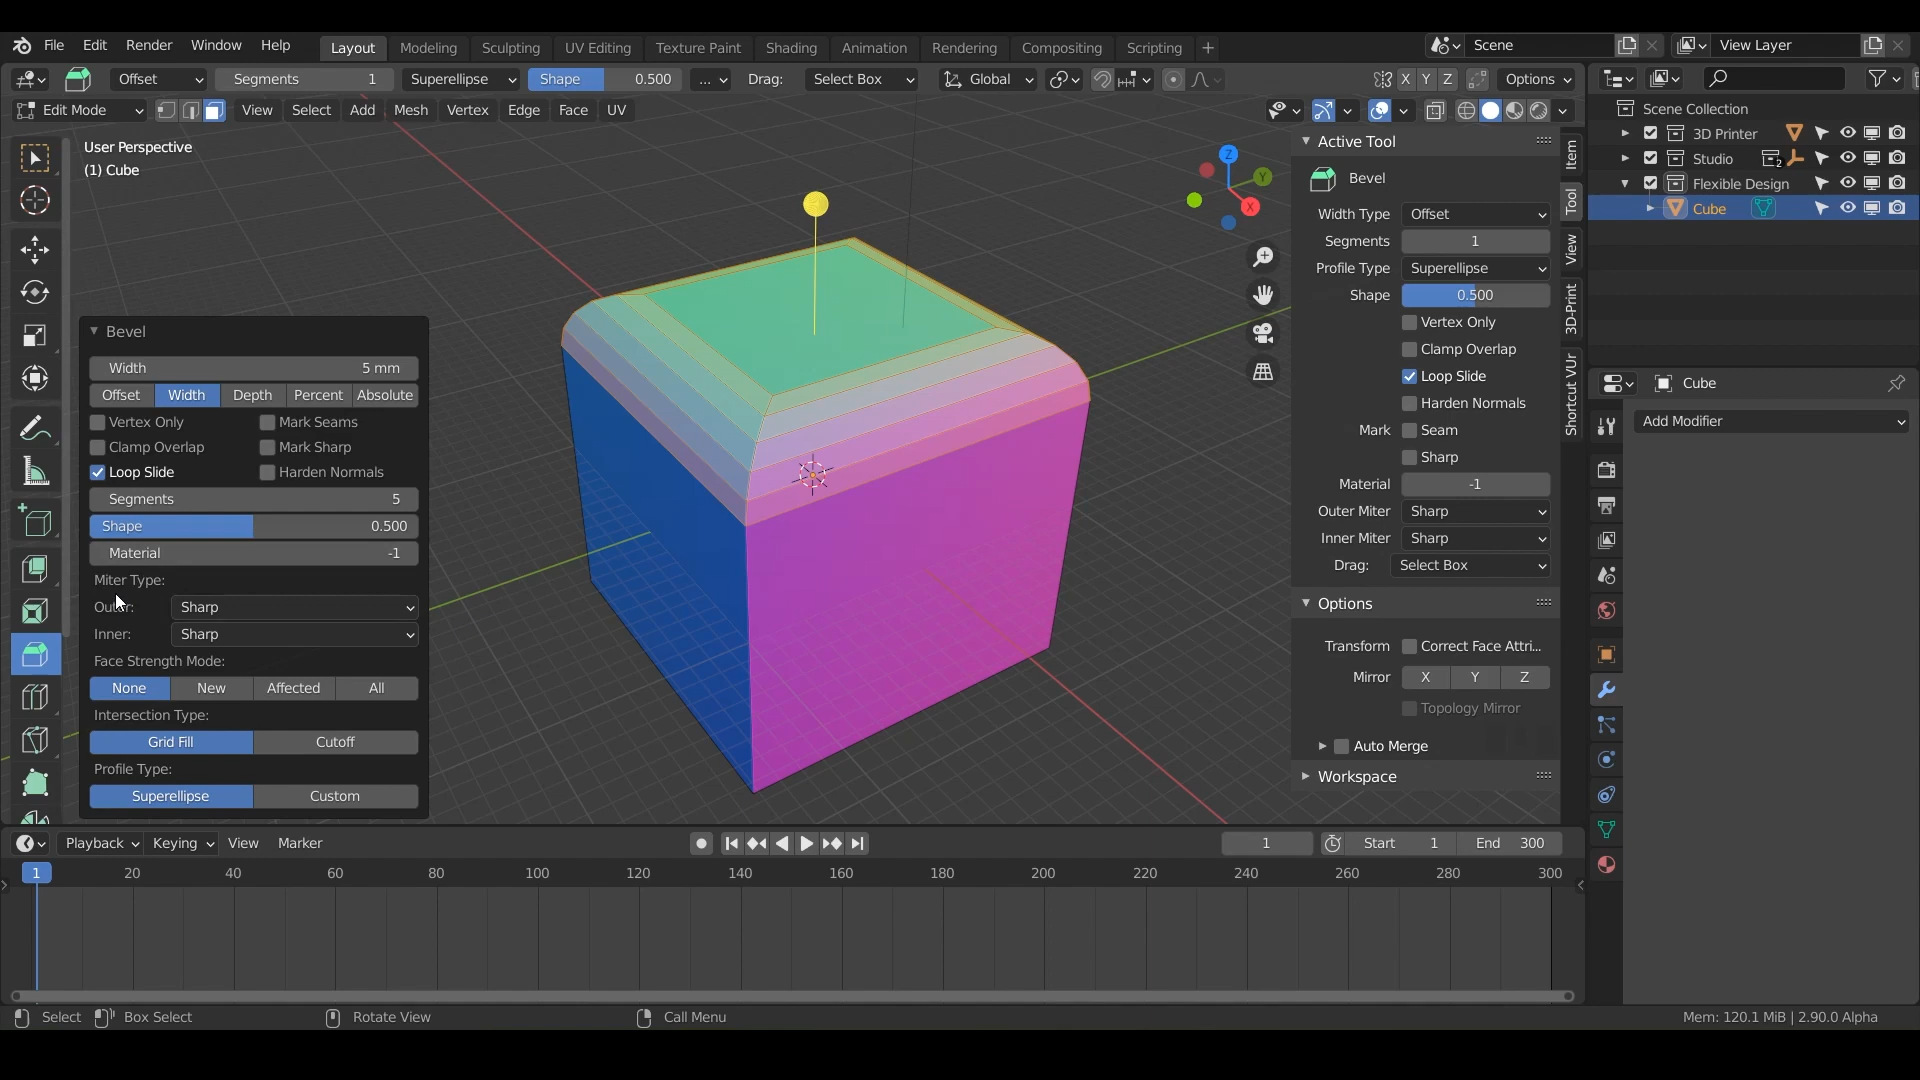 File Edit Render Window Help Layout Modeling Sculpting UV Editing Texture Paint Shading Animation Rendering Compositing Scripting + Scene View Layer
Offset Segments 1 Superellipse Shape 0.500 ... Drag: Select Box Global X Y Z Options
Edit Mode View Select Add Mesh Vertex Edge Face UV
User Perspective
(1) Cube
Z
Y
X
Bevel
Width 5 mm
Offset Width Depth Percent Absolute
Vertex Only Mark Seams
Clamp Overlap Mark Sharp
Loop Slide Harden Normals
Segments 5
Shape 0.500
Material -1
Miter Type:
Outer: Sharp
Inner: Sharp
Face Strength Mode:
None New Affected All
Intersection Type:
Grid Fill Cutoff
Profile Type:
Superellipse Custom
Active Tool
Bevel
Width Type Offset
Segments 1
Profile Type Superellipse
Shape 0.500
Vertex Only
Clamp Overlap
Loop Slide
Harden Normals
Mark Seam
Sharp
Material -1
Outer Miter Sharp
Inner Miter Sharp
Drag: Select Box
Options
Transform Correct Face Attri...
Mirror X Y Z
Topology Mirror
Auto Merge
Workspace
Item
Tool
View
3D-Print
Shortcut VUr
Scene Collection
3D Printer
Studio 2
Flexible Design
Cube
Cube
Add Modifier
Playback Keying View Marker 1 Start 1 End 300
1 20 40 60 80 100 120 140 160 180 200 220 240 260 280 300
Select Box Select Rotate View Call Menu Mem: 120.1 MiB | 2.90.0 Alpha